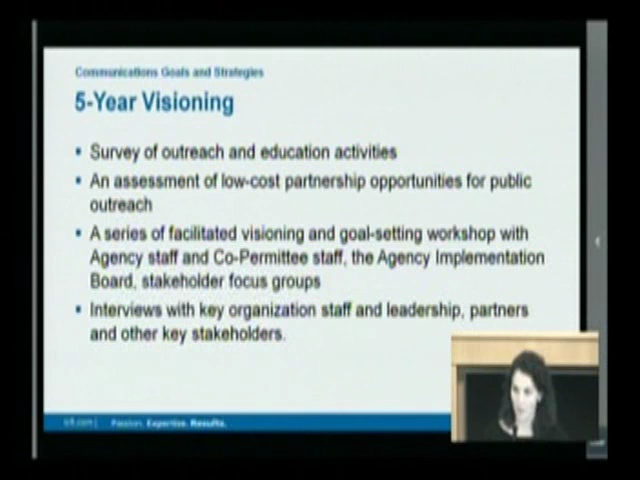 Communications Goals and Strategies
5-Year Visioning
• Survey of outreach and education activities
• An assessment of low-cost partnership opportunities for public
outreach
• A series of facilitated visioning and goal-setting workshop with
Agency staff and Co-Permittee staff, the Agency Implementation
Board, stakeholder focus groups
• Interviews with key organization staff and leadership, partners
and other key stakeholders.
Passion. Expertise. Results.